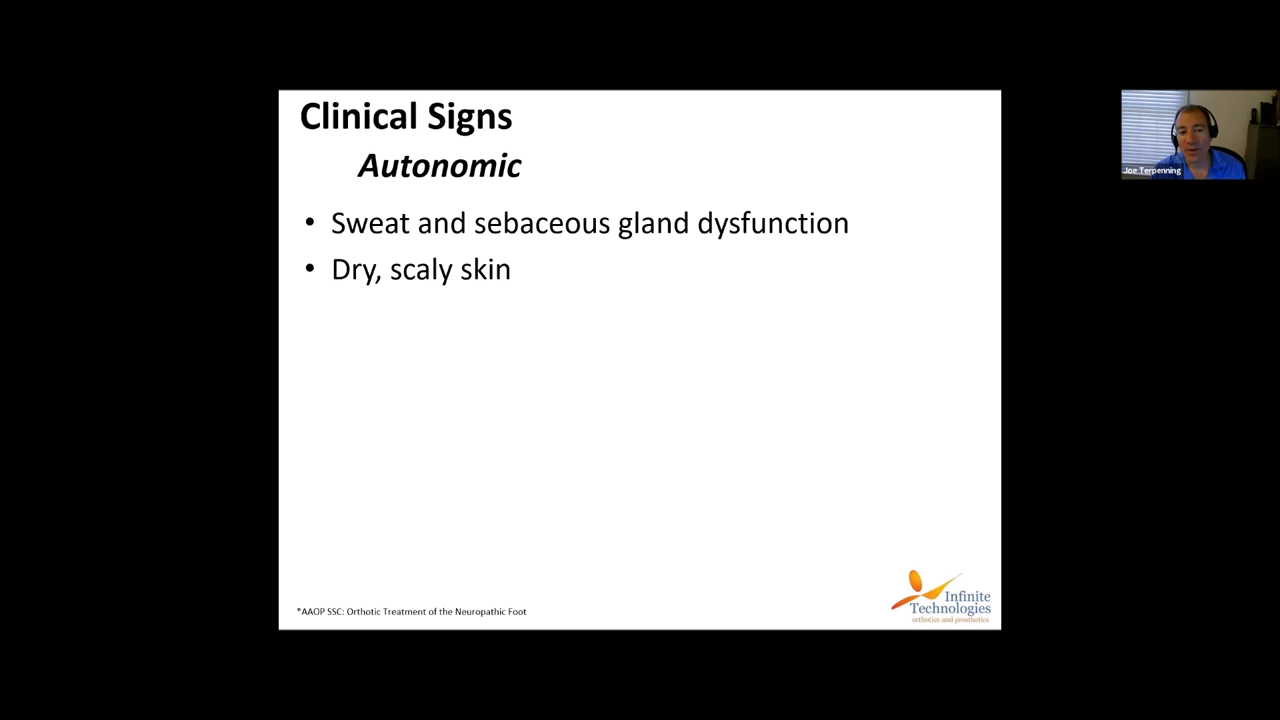 Clinical Signs
Autonomic
• Sweat and sebaceous gland dysfunction
• Dry, scaly skin
*AAOP SSC: Orthotic Treatment of the Neuropathic Foot
Infinite
Technologies
orthotics and prosthetics
Joe Terpenning